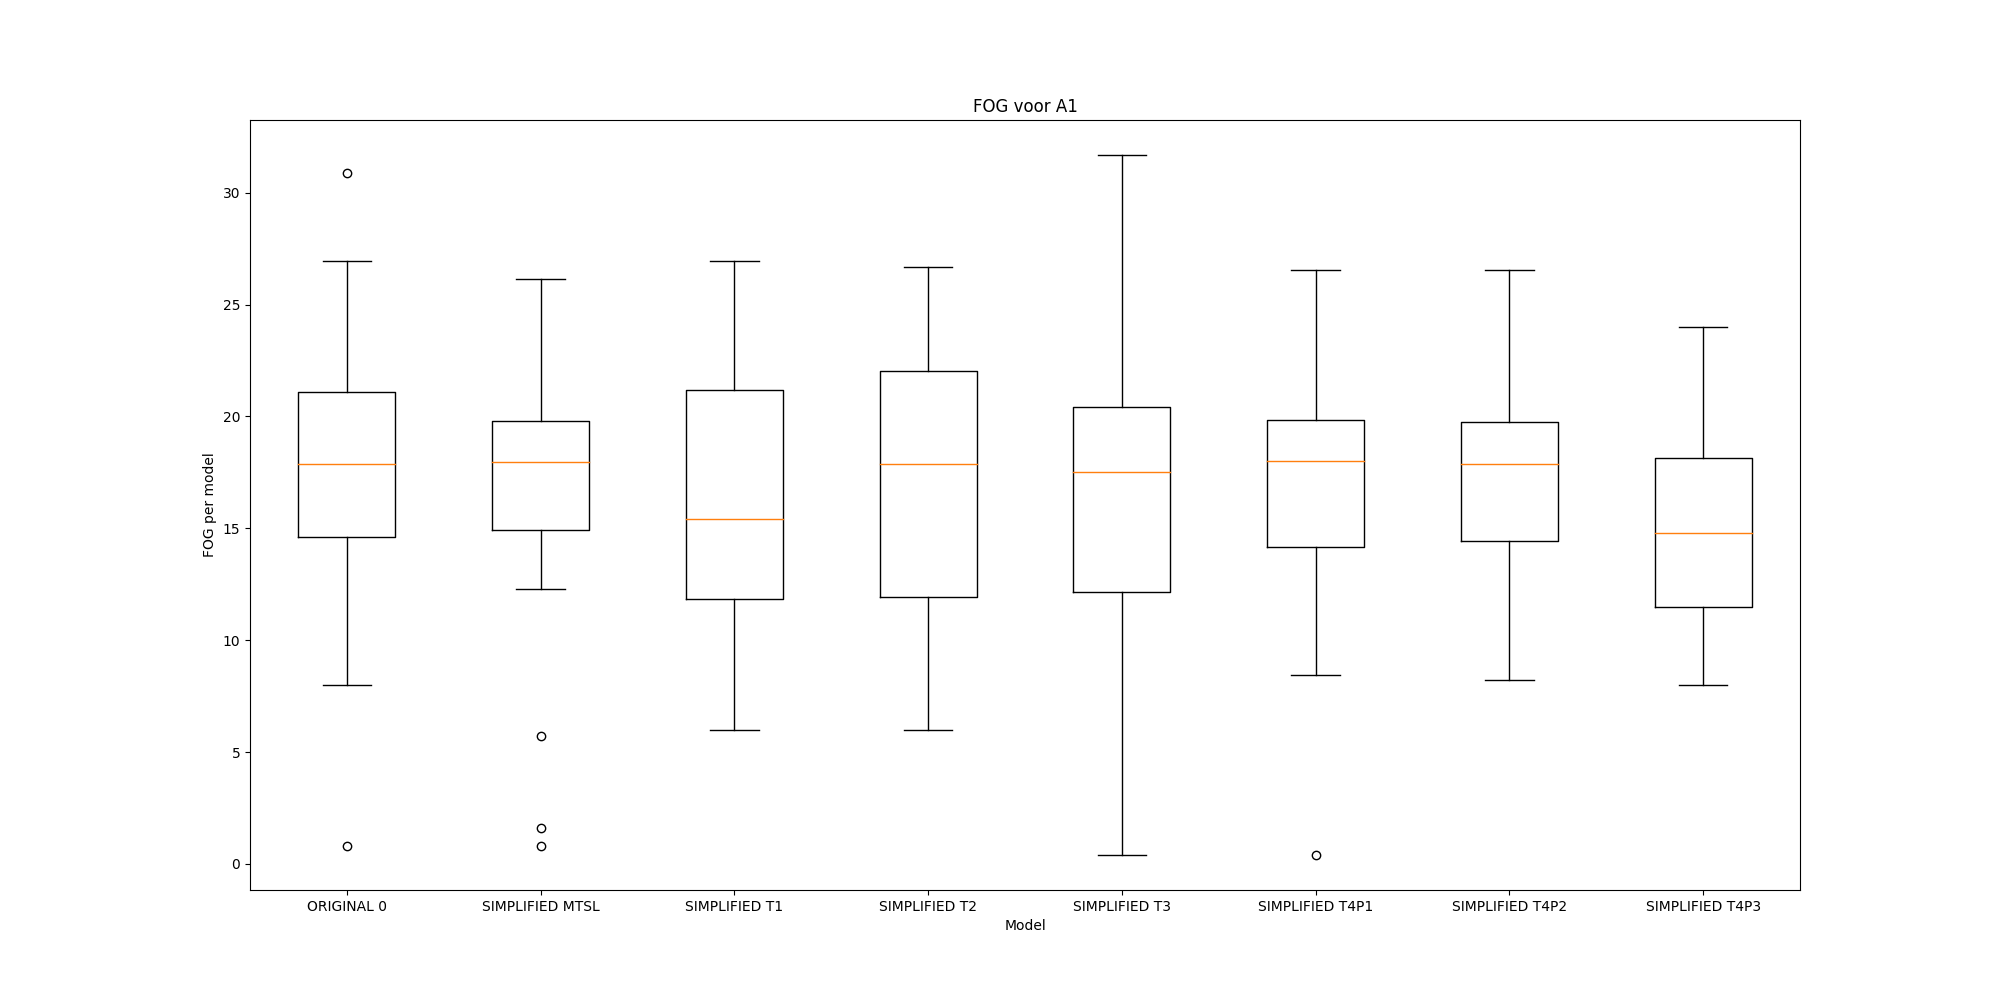 FOG voor A1
FOG per model
30
25
20
15
10
5
0
ORIGINAL 0 SIMPLIFIED MTSL SIMPLIFIED T1 SIMPLIFIED T2 SIMPLIFIED T3 SIMPLIFIED T4P1 SIMPLIFIED T4P2 SIMPLIFIED T4P3
Model